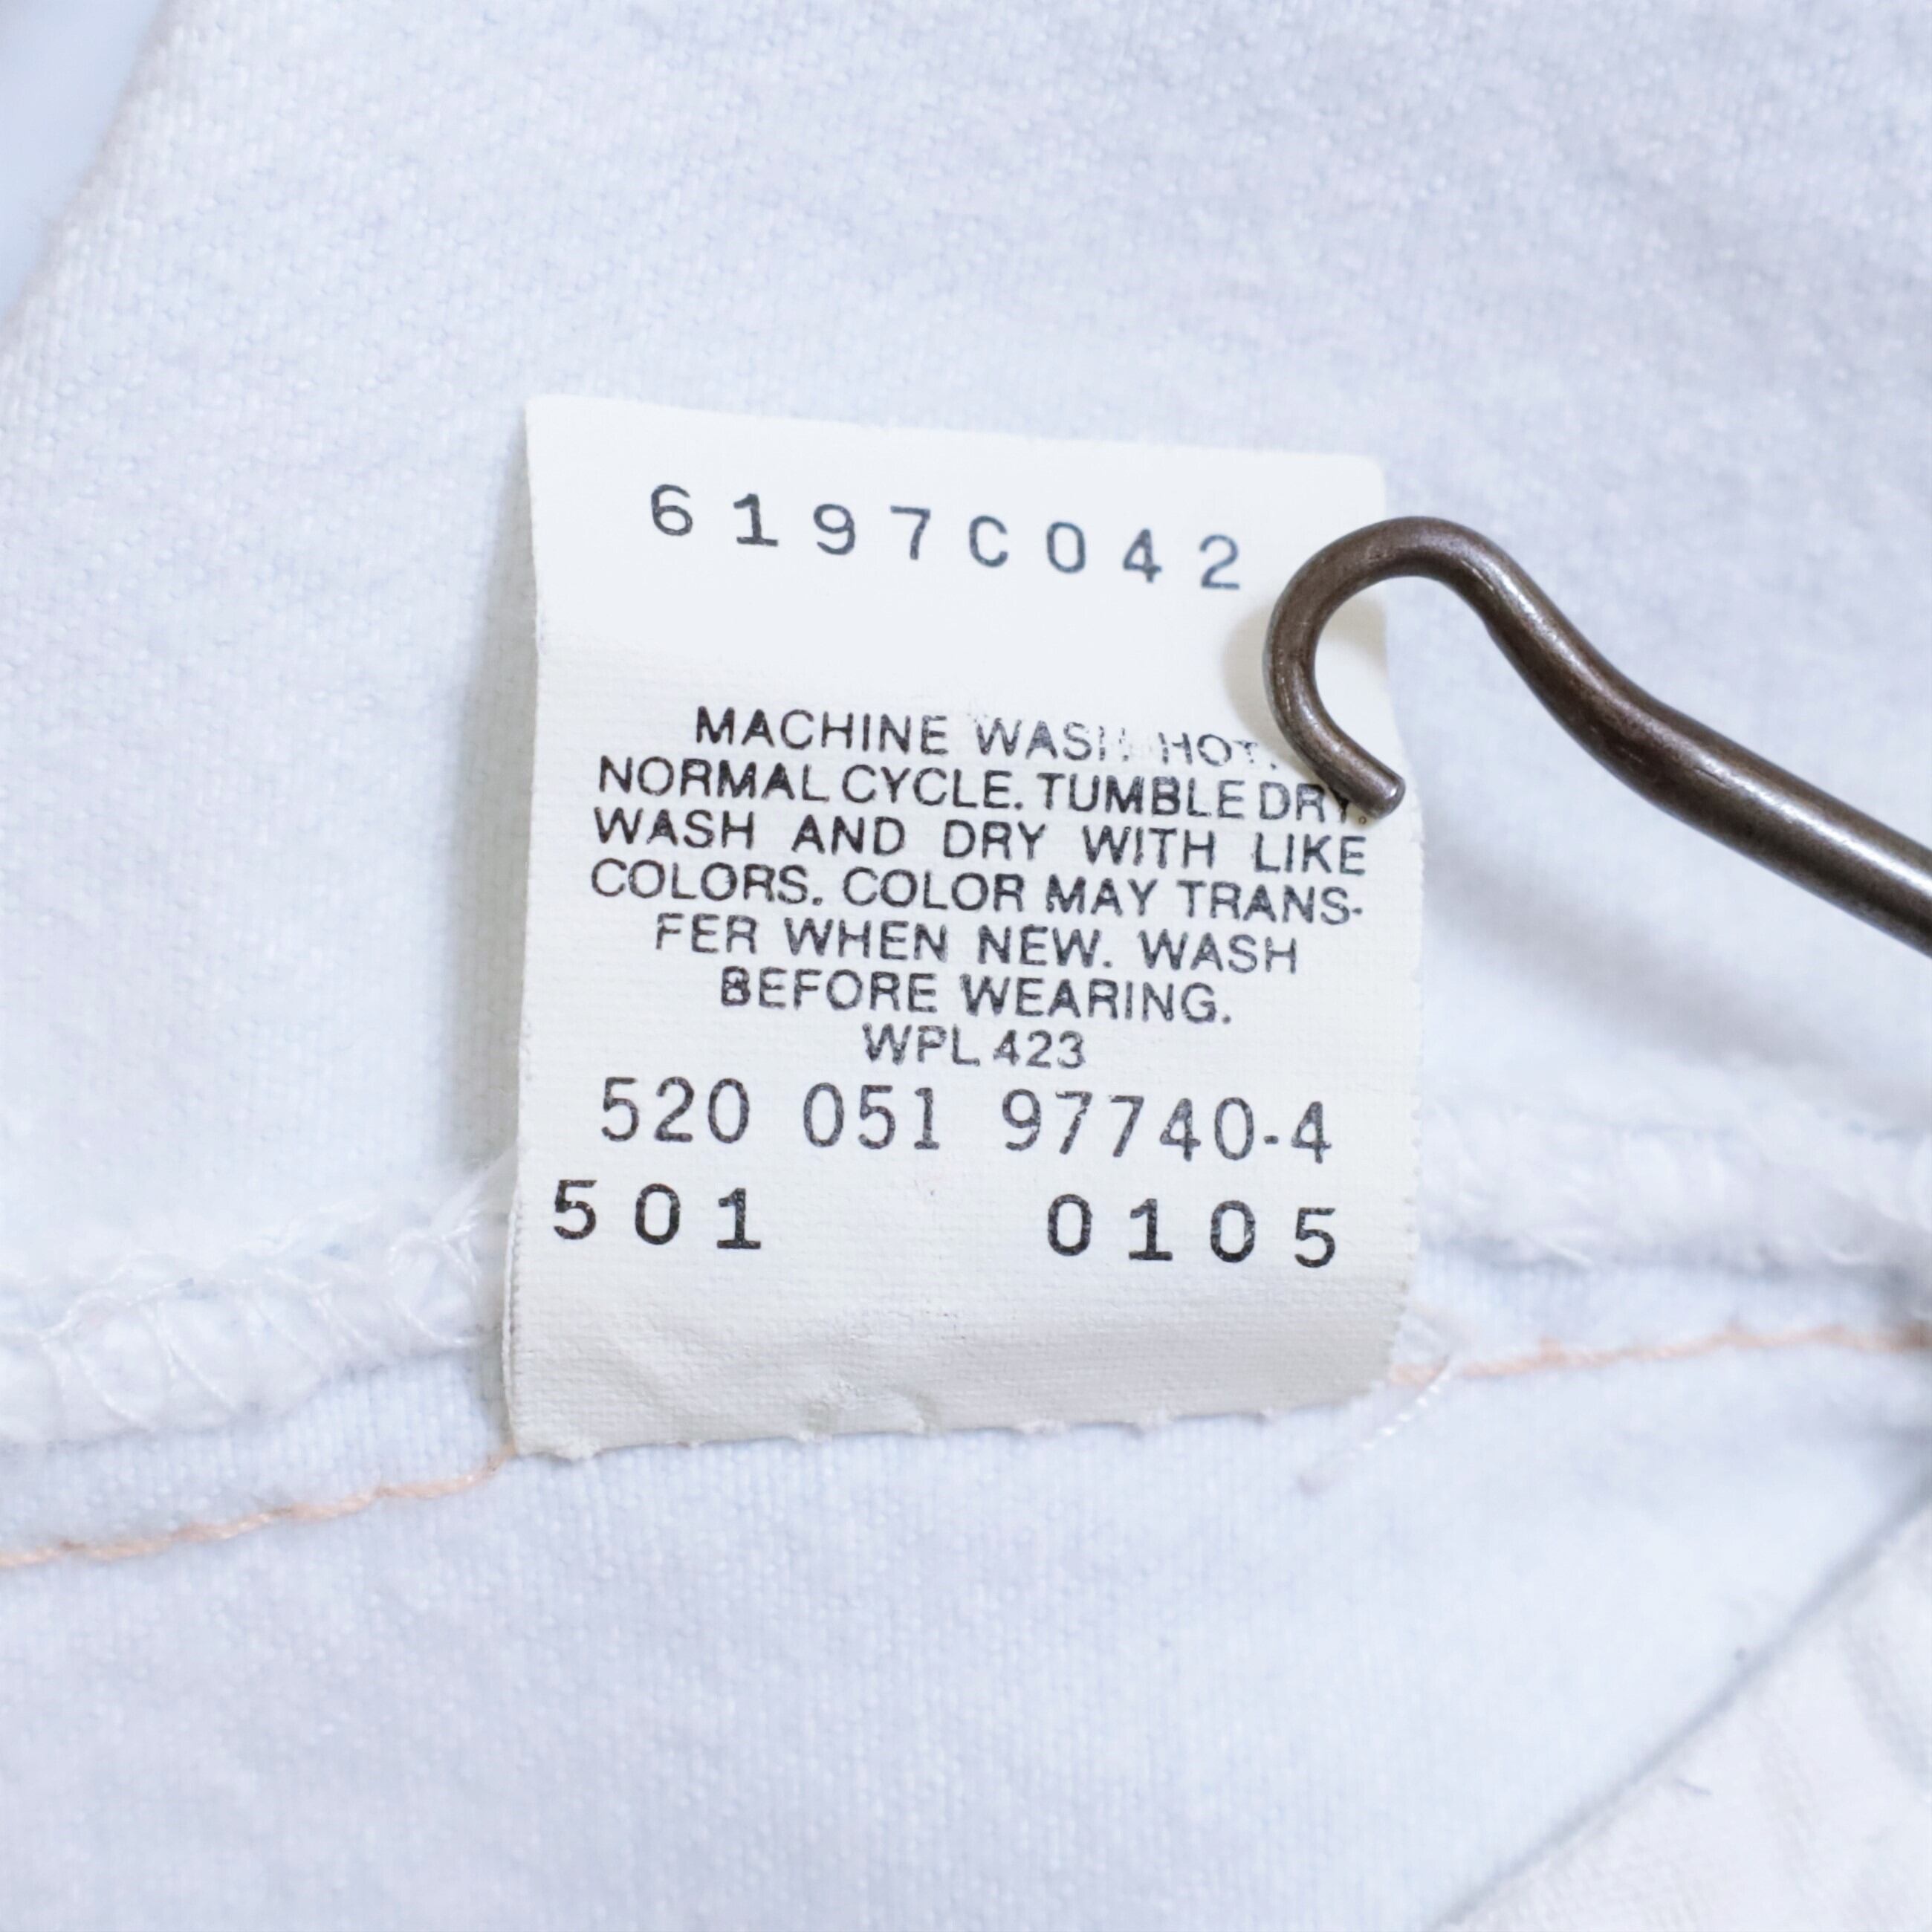 6197C042
MACHINE WASH HOT.
NORMAL CYCLE. TUMBLE DRY.
WASH AND DRY WITH LIKE
COLORS. COLOR MAY TRANS-
FER WHEN NEW. WASH
BEFORE WEARING.
WPL 423
520 051 97740-4
501 0105